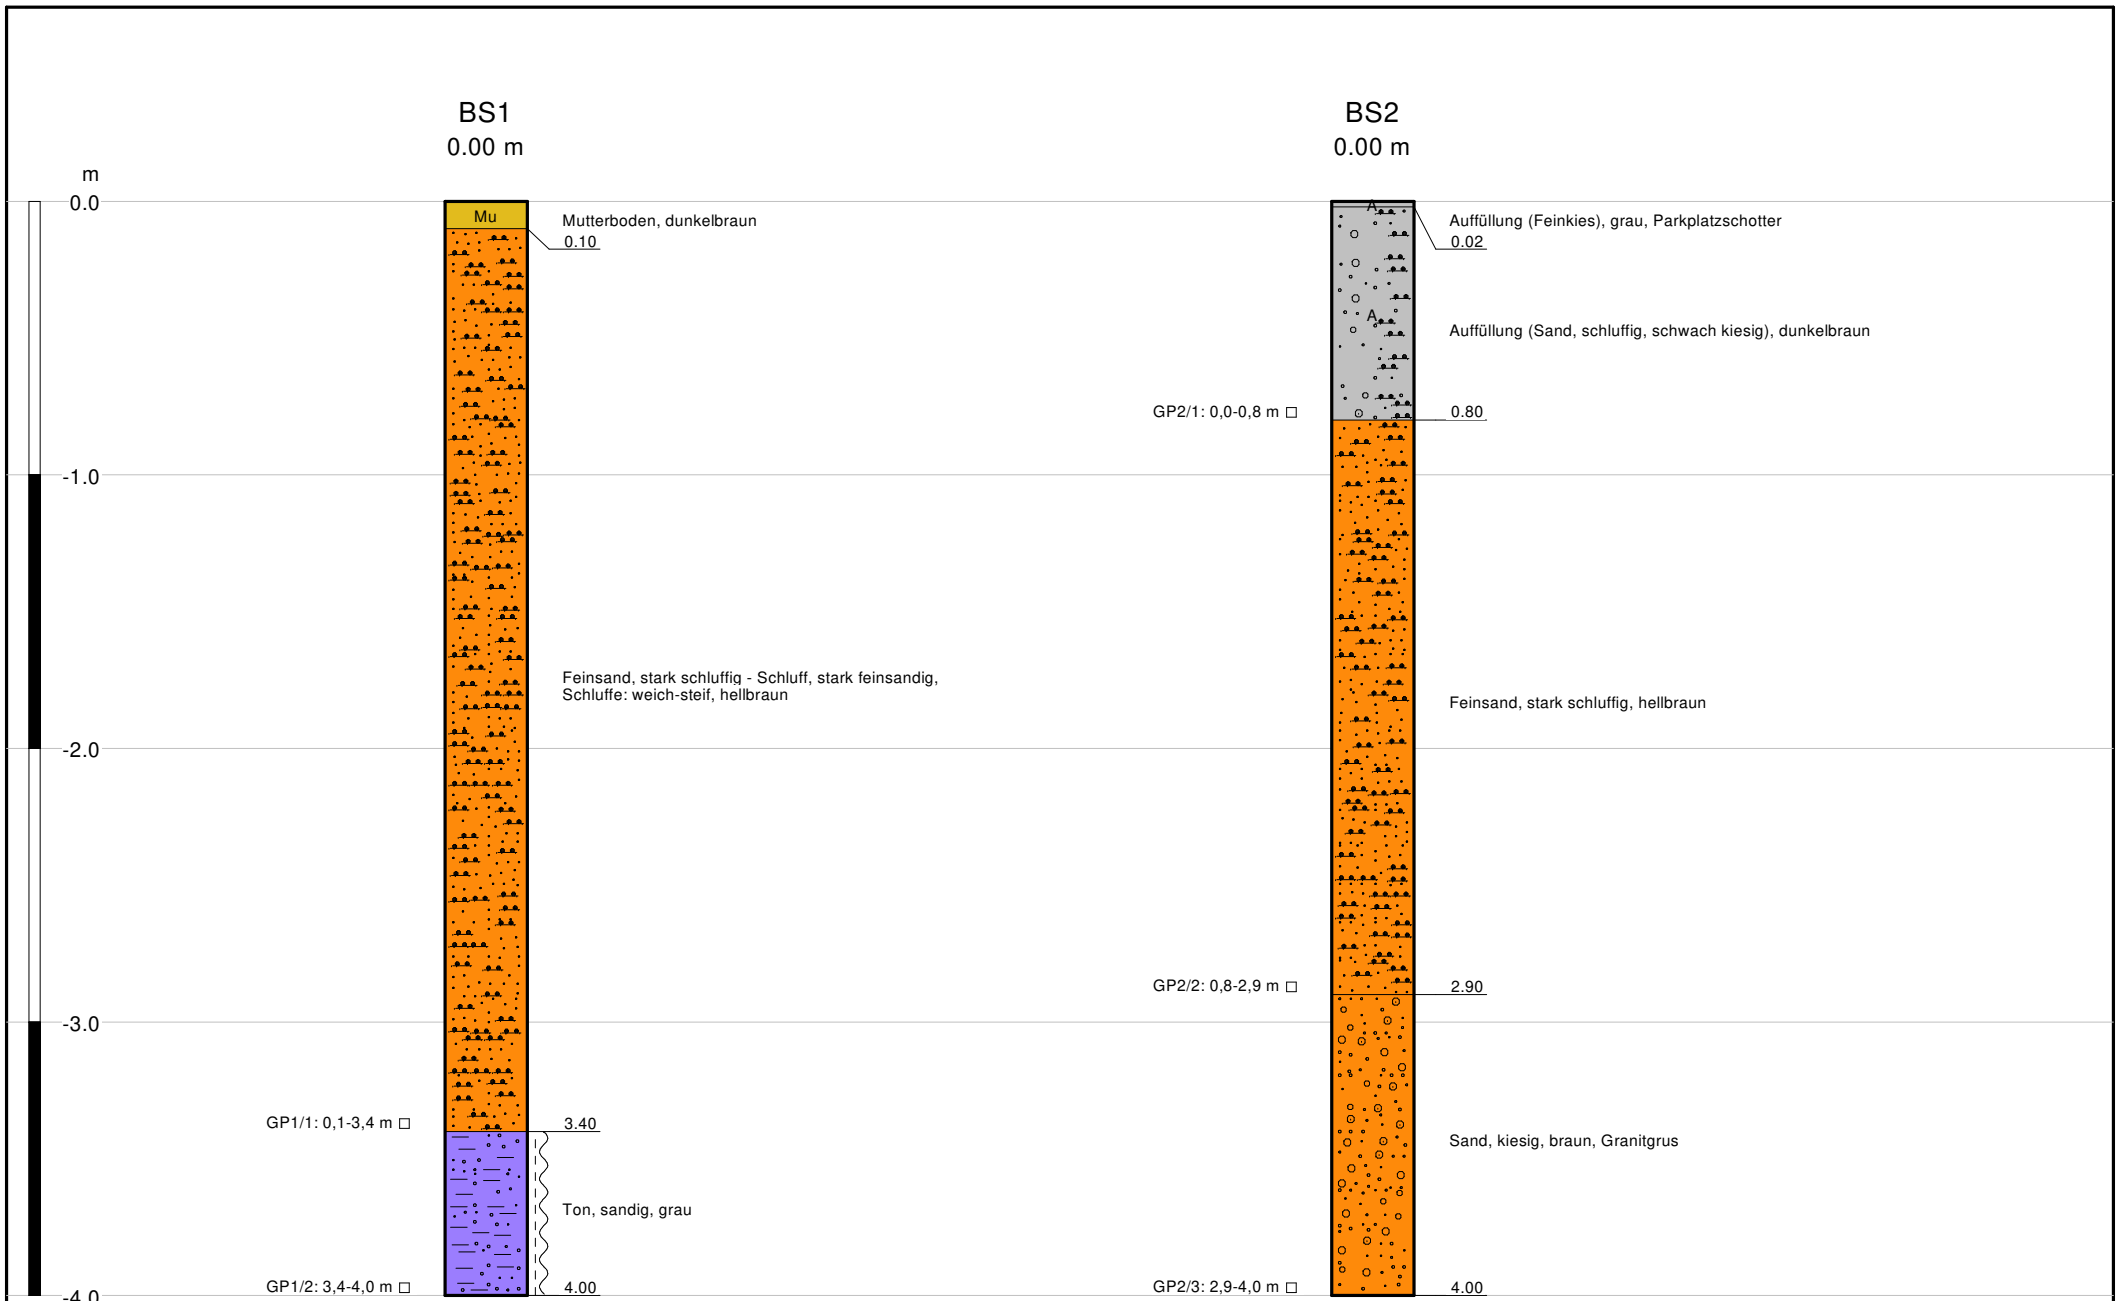 BS1
0.00 m
BS2
0.00 m
m
0.0
-1.0
-2.0
-3.0
-4.0
Mu
Mutterboden, dunkelbraun
0.10
Feinsand, stark schluffig - Schluff, stark feinsandig,
Schluffe: weich-steif, hellbraun
GP1/1: 0,1-3,4 m
3.40
Ton, sandig, grau
GP1/2: 3,4-4,0 m
4.00
A
Auffüllung (Feinkies), grau, Parkplatzschotter
0.02
A
Auffüllung (Sand, schluffig, schwach kiesig), dunkelbraun
GP2/1: 0,0-0,8 m
0.80
Feinsand, stark schluffig, hellbraun
GP2/2: 0,8-2,9 m
2.90
Sand, kiesig, braun, Granitgrus
GP2/3: 2,9-4,0 m
4.00